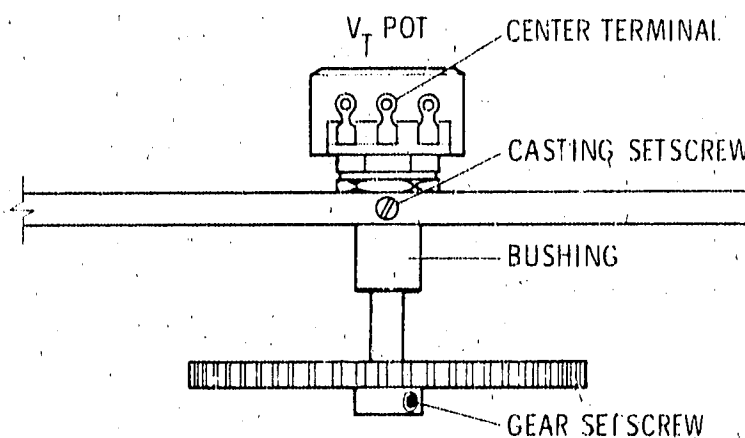 V_T POT
CENTER TERMINAL
CASTING SETSCREW
BUSHING
GEAR SETSCREW